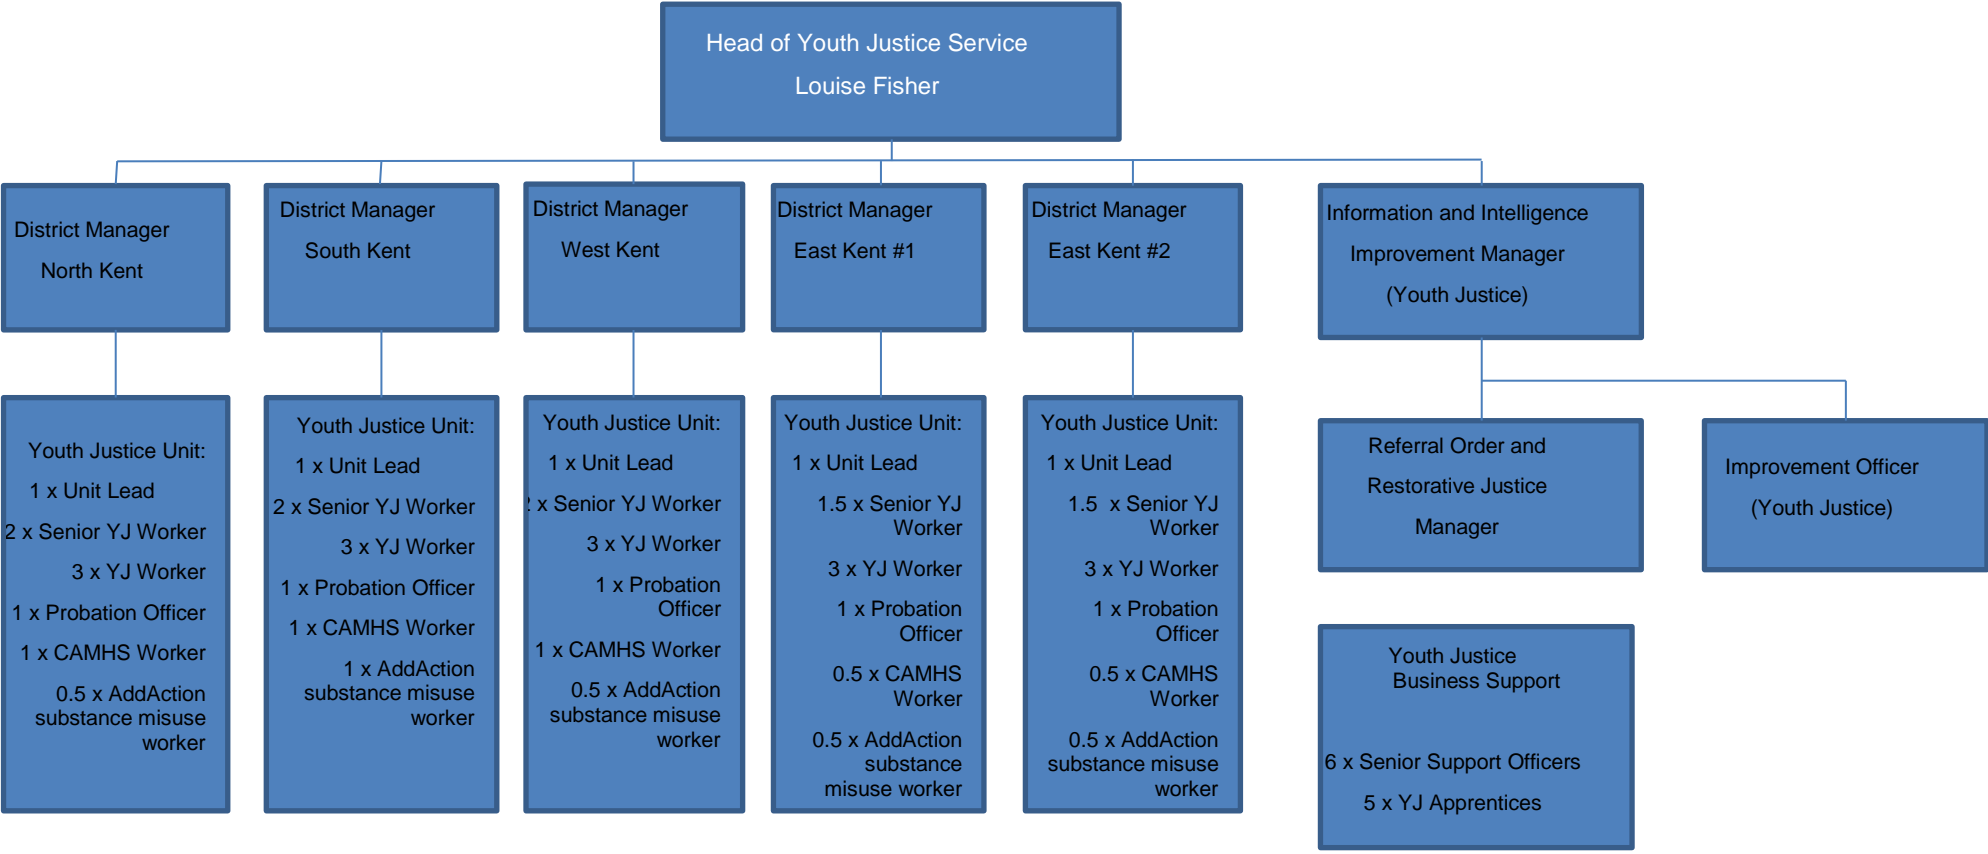 Head of Youth Justice Service
Louise Fisher
District Manager
North Kent
District Manager
South Kent
District Manager
West Kent
District Manager
East Kent #1
District Manager
East Kent #2
Information and Intelligence
Improvement Manager
(Youth Justice)
Youth Justice Unit:
1 x Unit Lead
2 x Senior YJ Worker
3 x YJ Worker
1 x Probation Officer
1 x CAMHS Worker
0.5 x AddAction
substance misuse
worker
Youth Justice Unit:
1 x Unit Lead
2 x Senior YJ Worker
3 x YJ Worker
1 x Probation Officer
1 x CAMHS Worker
1 x AddAction
substance misuse
worker
Youth Justice Unit:
1 x Unit Lead
x Senior YJ Worker
3 x YJ Worker
1 x Probation
Officer
1 x CAMHS Worker
0.5 x AddAction
substance misuse
worker
Youth Justice Unit:
1 x Unit Lead
1.5 x Senior YJ
Worker
3 x YJ Worker
1 x Probation
Officer
0.5 x CAMHS
Worker
0.5 x AddAction
substance
misuse worker
Youth Justice Unit:
1 x Unit Lead
1.5 x Senior YJ
Worker
3 x YJ Worker
1 x Probation
Officer
0.5 x CAMHS
Worker
0.5 x AddAction
substance misuse
worker
Referral Order and
Restorative Justice
Manager
Improvement Officer
(Youth Justice)
Youth Justice
Business Support
6 x Senior Support Officers
5 x YJ Apprentices